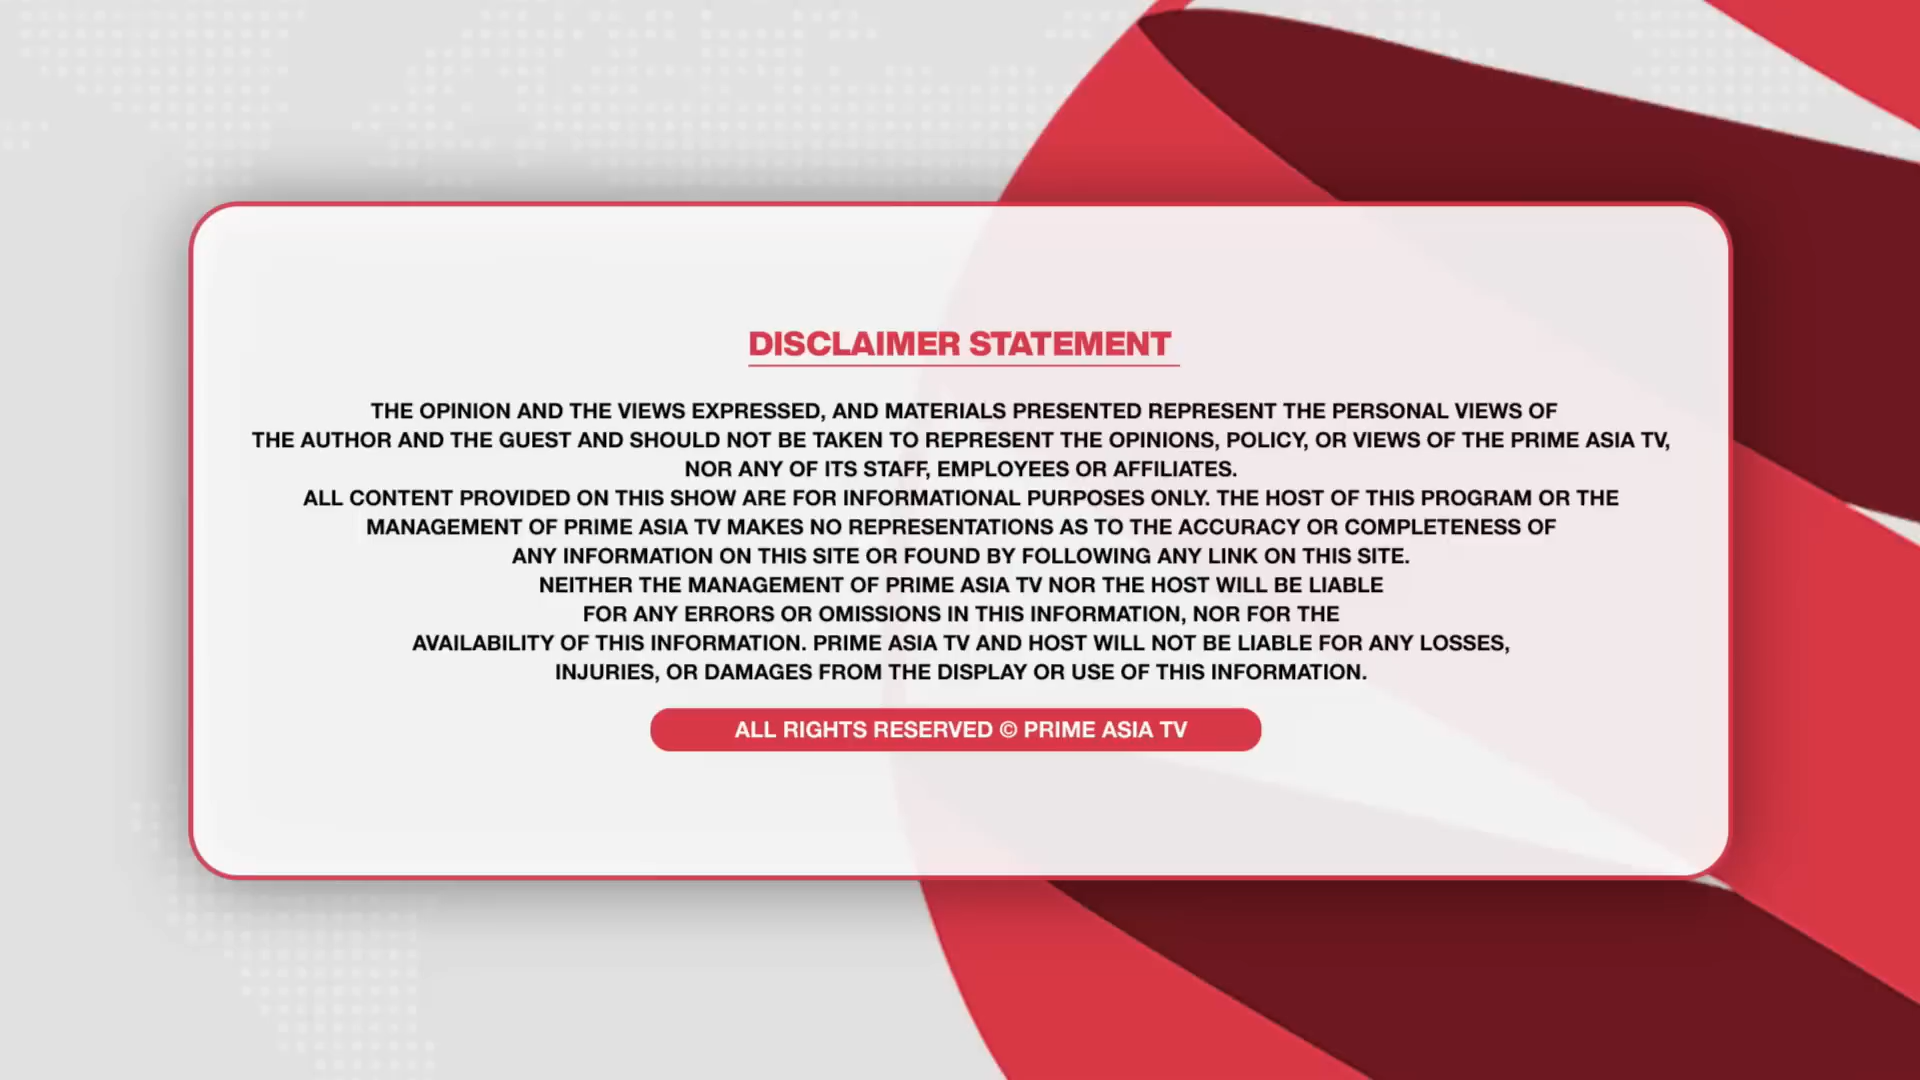 DISCLAIMER STATEMENT
THE OPINION AND THE VIEWS EXPRESSED, AND MATERIALS PRESENTED REPRESENT THE PERSONAL VIEWS OF
THE AUTHOR AND THE GUEST AND SHOULD NOT BE TAKEN TO REPRESENT THE OPINIONS, POLICY, OR VIEWS OF THE PRIME ASIA TV,
NOR ANY OF ITS STAFF, EMPLOYEES OR AFFILIATES.
ALL CONTENT PROVIDED ON THIS SHOW ARE FOR INFORMATIONAL PURPOSES ONLY. THE HOST OF THIS PROGRAM OR THE
MANAGEMENT OF PRIME ASIA TV MAKES NO REPRESENTATIONS AS TO THE ACCURACY OR COMPLETENESS OF
ANY INFORMATION ON THIS SITE OR FOUND BY FOLLOWING ANY LINK ON THIS SITE.
NEITHER THE MANAGEMENT OF PRIME ASIA TV NOR THE HOST WILL BE LIABLE
FOR ANY ERRORS OR OMISSIONS IN THIS INFORMATION, NOR FOR THE
AVAILABILITY OF THIS INFORMATION. PRIME ASIA TV AND HOST WILL NOT BE LIABLE FOR ANY LOSSES,
INJURIES, OR DAMAGES FROM THE DISPLAY OR USE OF THIS INFORMATION.
ALL RIGHTS RESERVED © PRIME ASIA TV